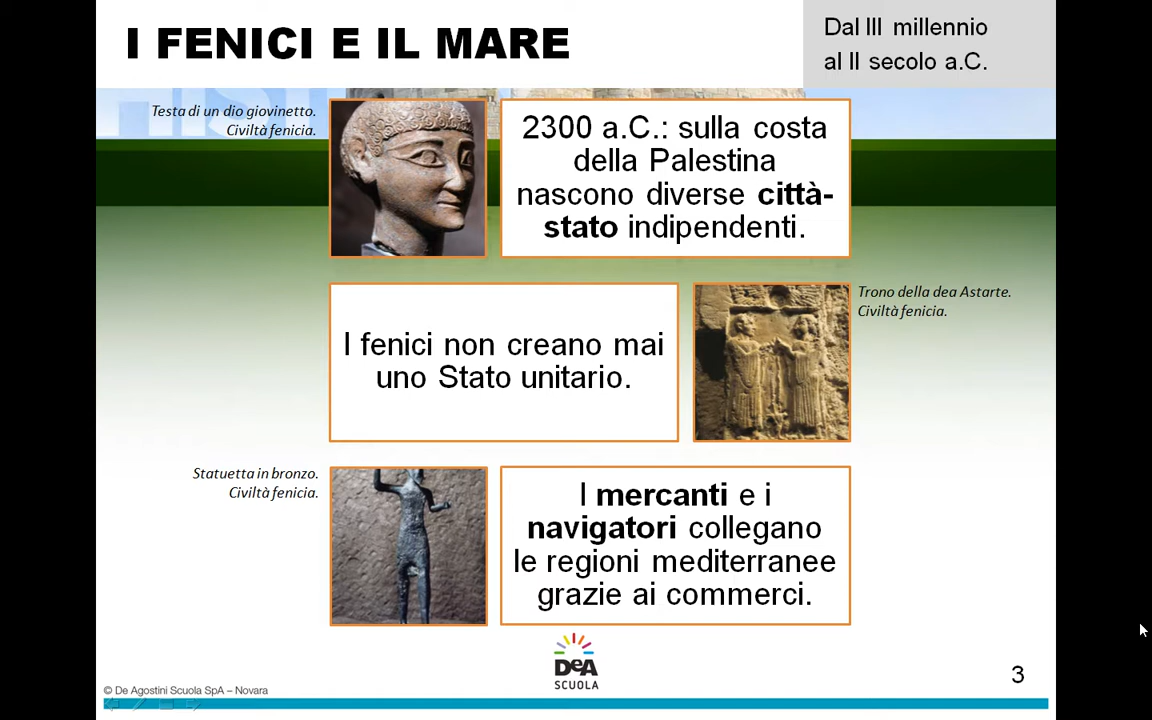 I FENICI E IL MARE
Dal III millennio
al II secolo a.C.
Testa di un dio giovinetto.
Civiltà fenicia.
2300 a.C.: sulla costa
della Palestina
nascono diverse città-
stato indipendenti.
I fenici non creano mai
uno Stato unitario.
Trono della dea Astarte.
Civiltà fenicia.
Statuetta in bronzo.
Civiltà fenicia.
I mercanti e i
navigatori collegano
le regioni mediterranee
grazie ai commerci.
DeA
SCUOLA
© De Agostini Scuola SpA – Novara
3